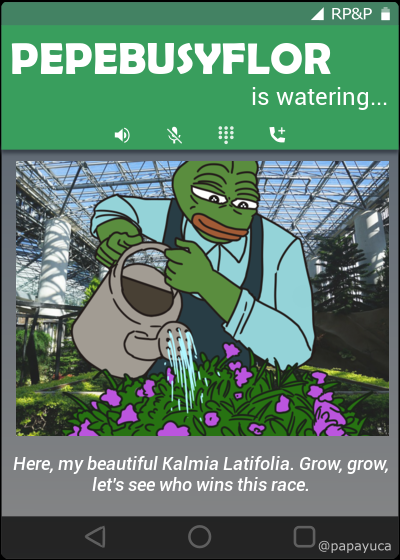 RP&P
PEPEBUSYFLOR
is watering...
Here, my beautiful Kalmia Latifolia. Grow, grow,
let's see who wins this race.
@papayuca